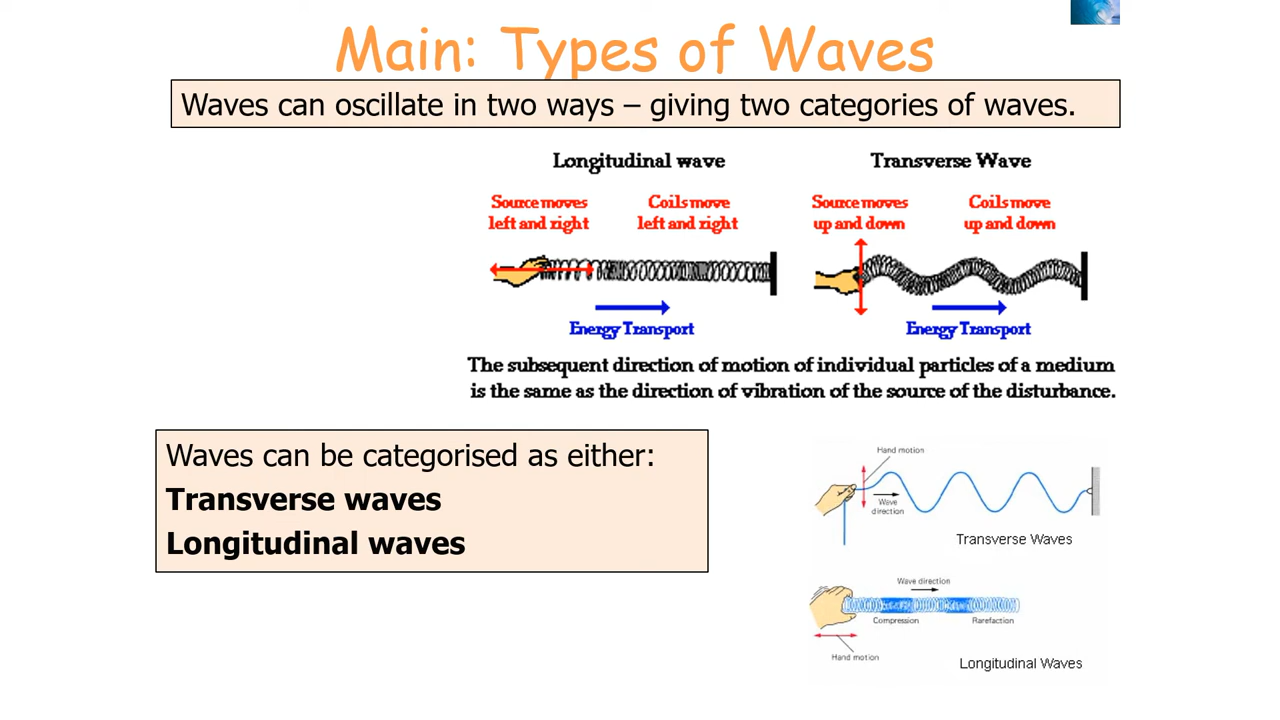 Main: Types of Waves
Waves can oscillate in two ways – giving two categories of waves.
Longitudinal wave
Transverse Wave
Source moves
left and right
Coils move
left and right
Source moves
up and down
Coils move
up and down
Energy Transport
Energy Transport
The subsequent direction of motion of individual particles of a medium
is the same as the direction of vibration of the source of the disturbance.
Waves can be categorised as either:
Transverse waves
Longitudinal waves
Hand motion
Wave
direction
Transverse Waves
Wave direction
Compression
Rarefaction
Hand motion
Longitudinal Waves